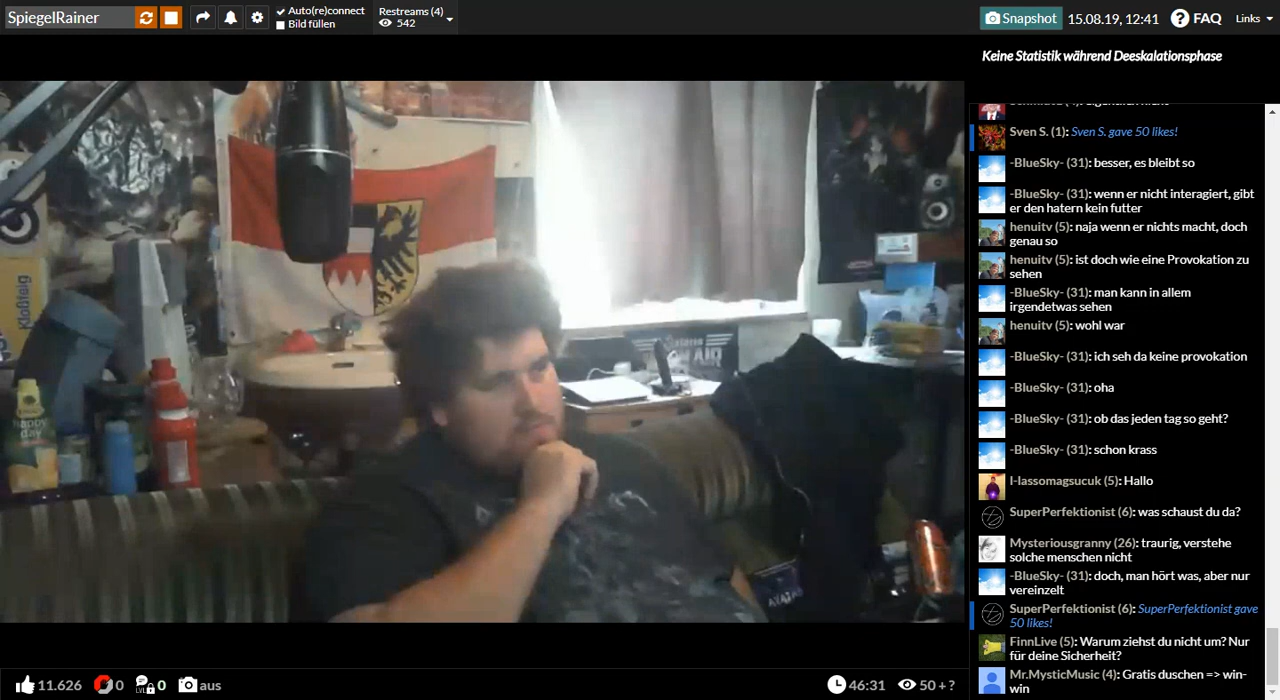 SpiegelRainer
Auto(re)connect
Bild füllen
Restreams (4)
542
Snapshot
15.08.19, 12:41
? FAQ
Links
Keine Statistik während Deeskalationsphase
Sven S. (1): Sven S. gave 50 likes!
-BlueSky- (31): besser, es bleibt so
-BlueSky- (31): wenn er nicht interagiert, gibt
er den hatern kein futter
henuitv (5): naja wenn er nichts macht, doch
genau so
henuitv (5): ist doch wie eine Provokation zu
sehen
-BlueSky- (31): man kann in allem
irgendetwas sehen
henuitv (5): wohl war
-BlueSky- (31): ich seh da keine provokation
-BlueSky- (31): oha
-BlueSky- (31): ob das jeden tag so geht?
-BlueSky- (31): schon krass
I-lassomagsucuk (5): Hallo
SuperPerfektionist (6): was schaust du da?
Mysteriousgranny (26): traurig, verstehe
solche menschen nicht
-BlueSky- (31): doch, man hört was, aber nur
vereinzelt
SuperPerfektionist (6): SuperPerfektionist gave
50 likes!
FinnLive (5): Warum ziehst du nicht um? Nur
für deine Sicherheit?
Mr.MysticMusic (4): Gratis duschen => win-
win
happy
day
11.626
0
LVL
0
aus
46:31
50 + ?